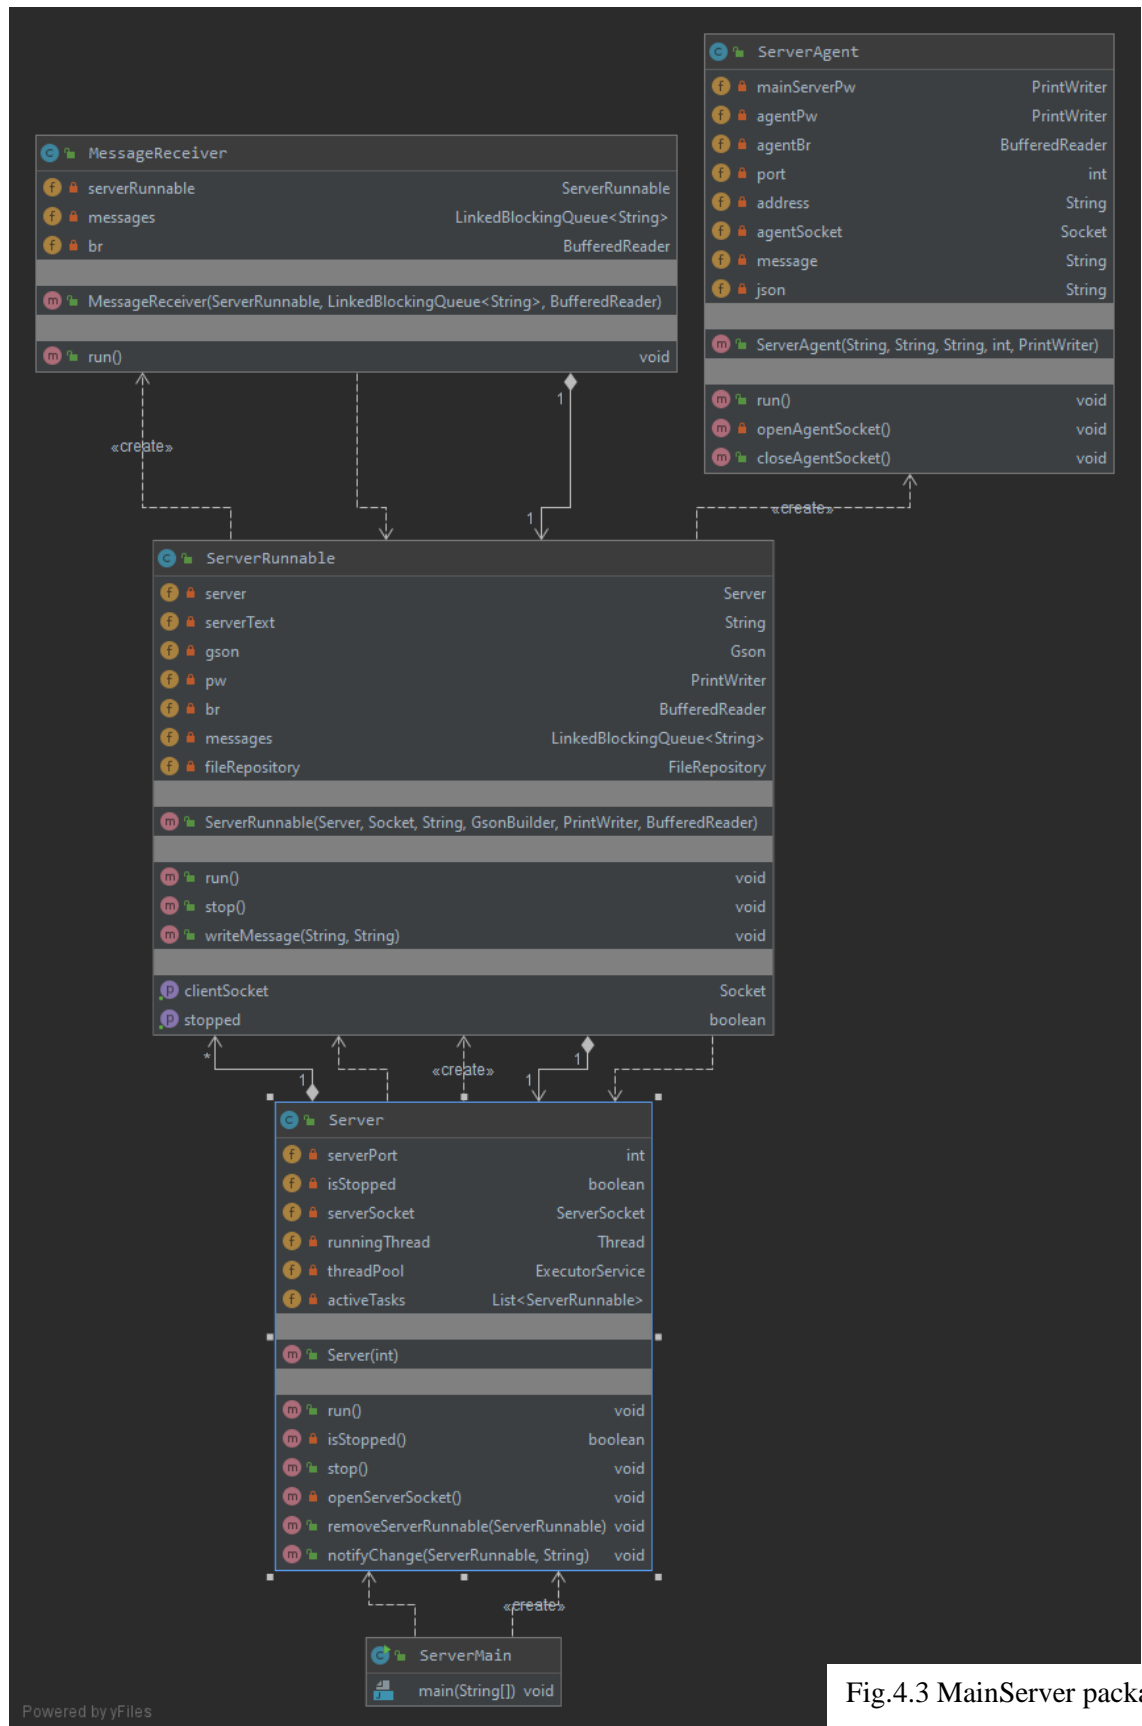 ServerAgent
mainServerPw PrintWriter
agentPw PrintWriter
agentBr BufferedReader
port int
address String
agentSocket Socket
message String
json String
ServerAgent(String, String, String, int, PrintWriter)
run() void
openAgentSocket() void
closeAgentSocket() void
MessageReceiver
serverRunnable ServerRunnable
messages LinkedBlockingQueue<String>
br BufferedReader
MessageReceiver(ServerRunnable, LinkedBlockingQueue<String>, BufferedReader)
run() void
1
«create»
«create»
1
ServerRunnable
server Server
serverText String
gson Gson
pw PrintWriter
br BufferedReader
messages LinkedBlockingQueue<String>
fileRepository FileRepository
ServerRunnable(Server, Socket, String, GsonBuilder, PrintWriter, BufferedReader)
run() void
stop() void
writeMessage(String, String) void
clientSocket Socket
stopped boolean
* 1
«create»
1 1
Server
serverPort int
isStopped boolean
serverSocket ServerSocket
runningThread Thread
threadPool ExecutorService
activeTasks List<ServerRunnable>
Server(int)
run() void
isStopped() boolean
stop() void
openServerSocket() void
removeServerRunnable(ServerRunnable) void
notifyChange(ServerRunnable, String) void
«create»
ServerMain
main(String[]) void
Fig.4.3 MainServer packa
Powered by yFiles